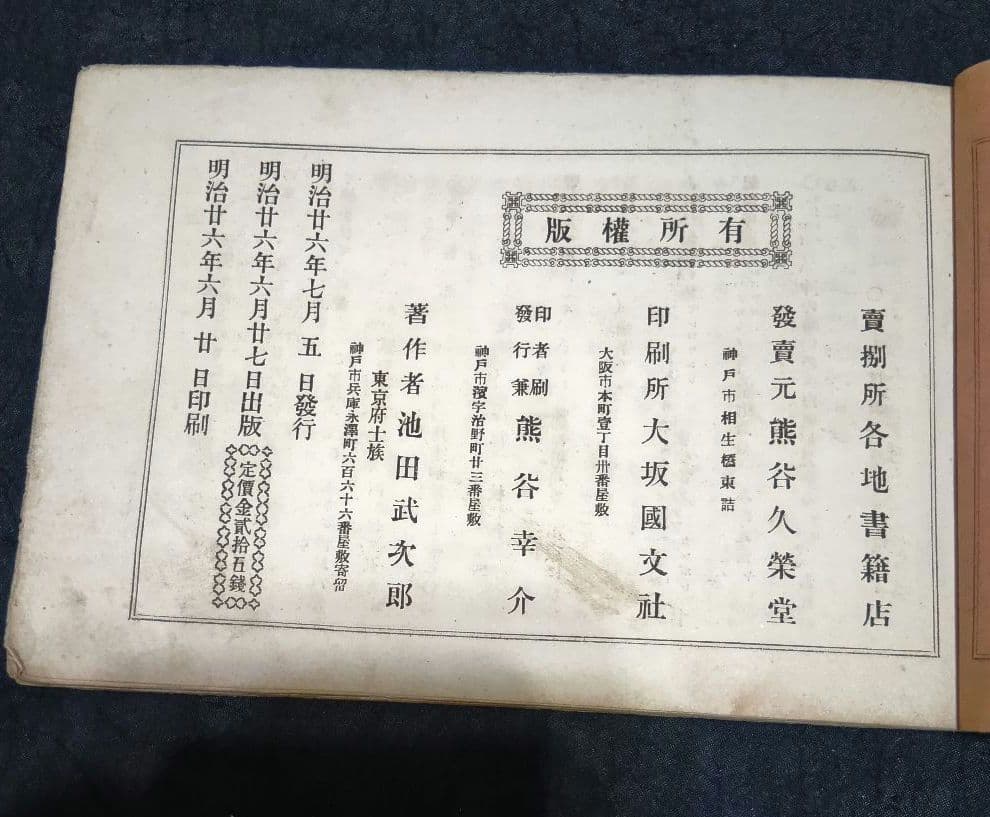 版權所有
明治廿六年六月廿日印刷
明治廿六年六月廿七日出版
定價金貳拾五錢
明治廿六年七月五日發行
神戸市兵庫永澤町六百六十六番屋敷寄留
東京府士族
著作者池田武次郎
神戸市濱宇治野町廿三番屋敷
發行兼
印者刷
熊谷幸介
大阪市本町壹丁目卅番屋敷
印刷所大坂國文社
神戸市相生橋東詰
發賣元熊谷久榮堂
賣捌所各地書籍店